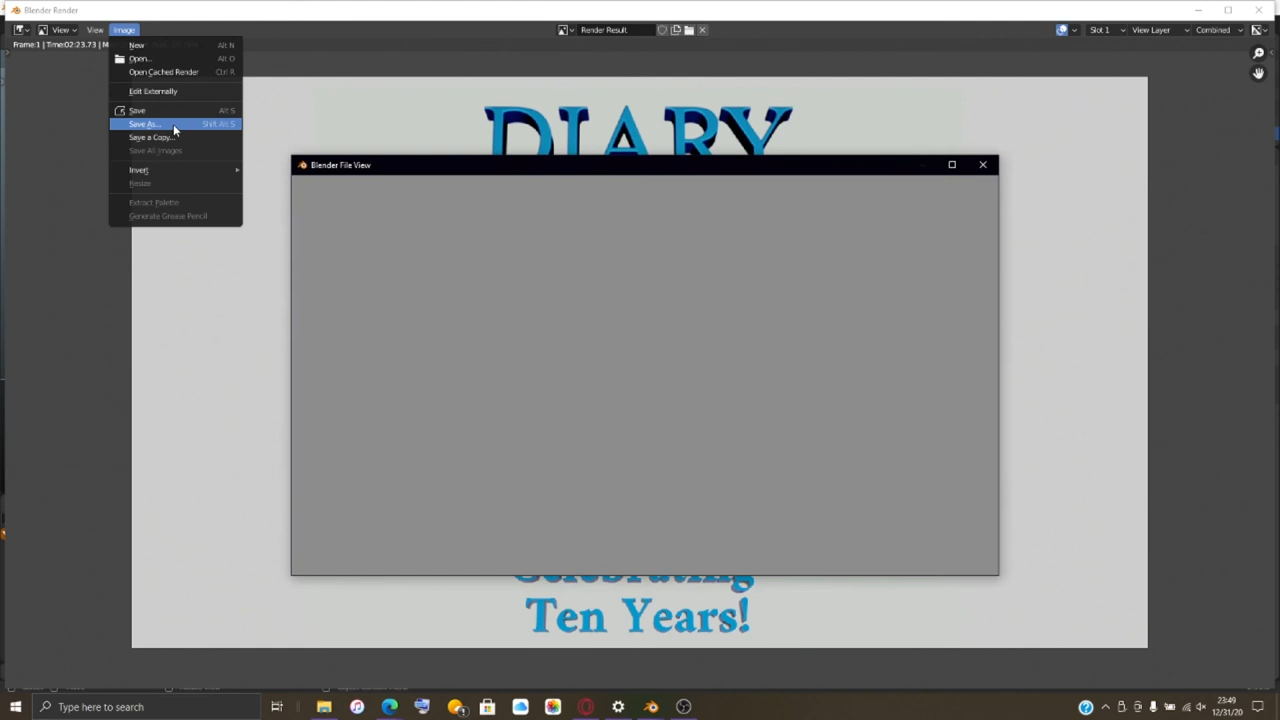 Blender Render
View View Image
Render Result
Slot 1 View Layer Combined
Frame:1 | Time:02:23.73 |
New Alt N
Open... Alt O
Open Cached Render Ctrl R
Edit Externally
Save Alt S
Save As... Shift Alt S
Save a Copy...
Save All Images
Invert
Resize
Extract Palette
Generate Grease Pencil
DIARY
Blender File View
Celebrating
Ten Years!
Type here to search
23:49
12/31/20